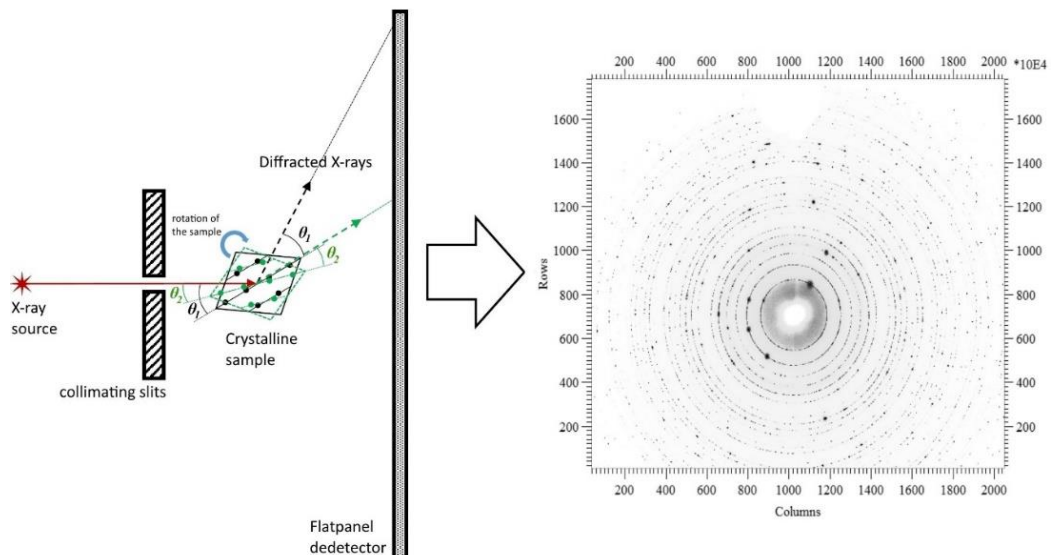 Diffracted X-rays
rotation of
the sample
θ1
θ2
θ2
θ1
X-ray
source
Crystalline
sample
collimating slits
Flatpanel
dedetector
200 400 600 800 1000 1200 1400 1600 1800 2000 *10E4
1600 1600
1400 1400
1200 1200
1000 1000
Rows
800 800
600 600
400 400
200 200
200 400 600 800 1000 1200 1400 1600 1800 2000
Columns